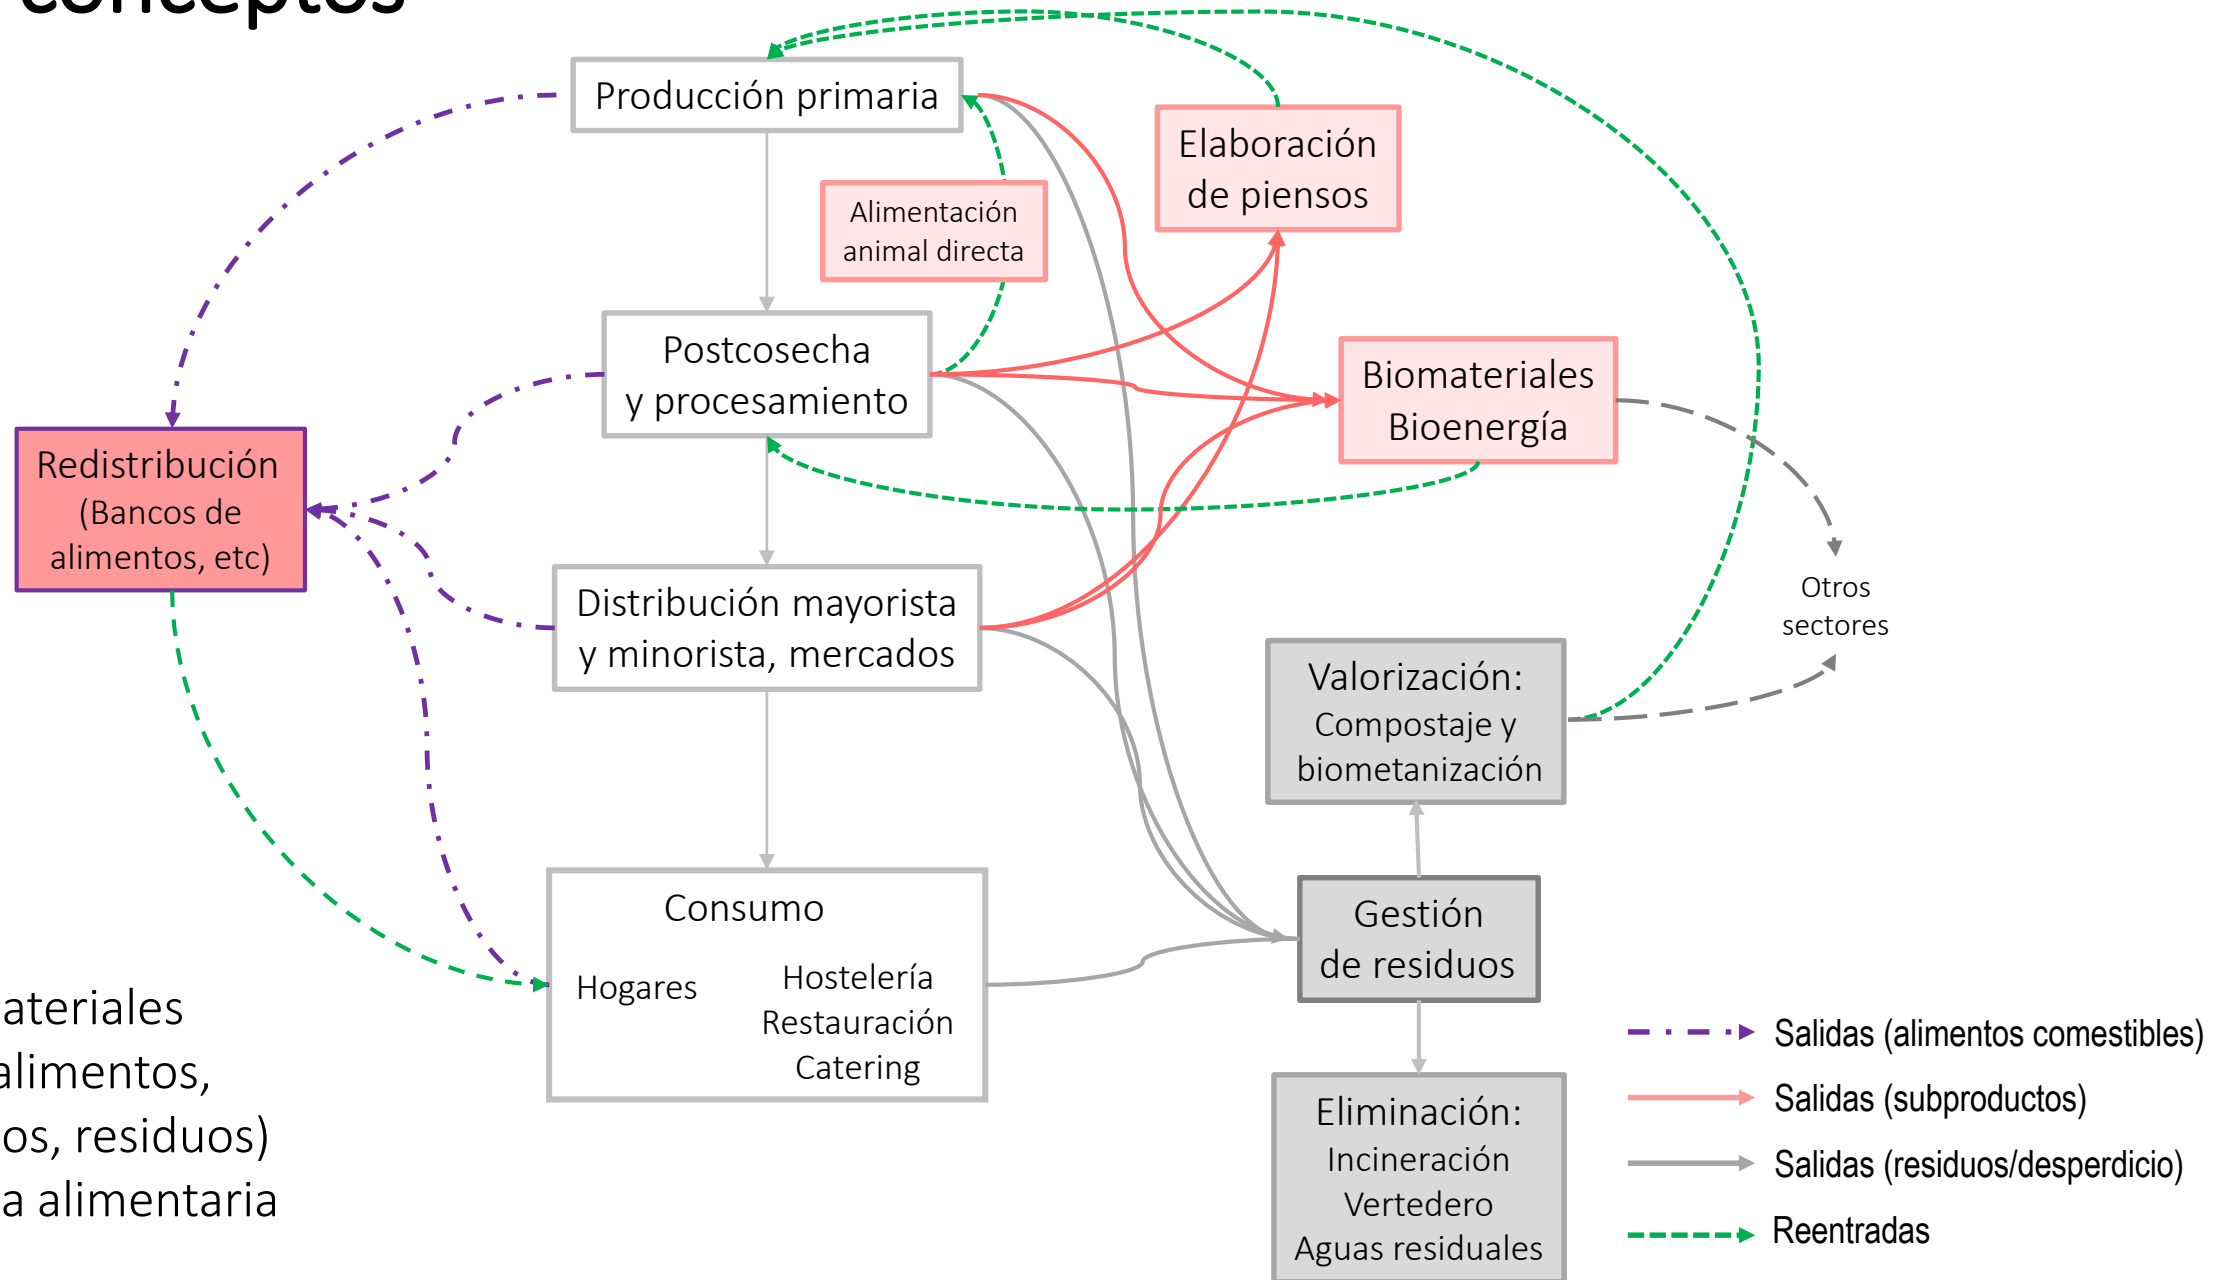 conceptos
Producción primaria
Elaboración
de piensos
Alimentación
animal directa
Postcosecha
y procesamiento
Biomateriales
Bioenergía
Redistribución
(Bancos de
alimentos, etc)
Distribución mayorista
y minorista, mercados
Otros
sectores
Valorización:
Compostaje y
biometanización
Consumo
Hogares
Hostelería
Restauración
Catering
Gestión
de residuos
Eliminación:
Incineración
Vertedero
Aguas residuales
ateriales
alimentos,
os, residuos)
a alimentaria
Salidas (alimentos comestibles)
Salidas (subproductos)
Salidas (residuos/desperdicio)
Reentradas